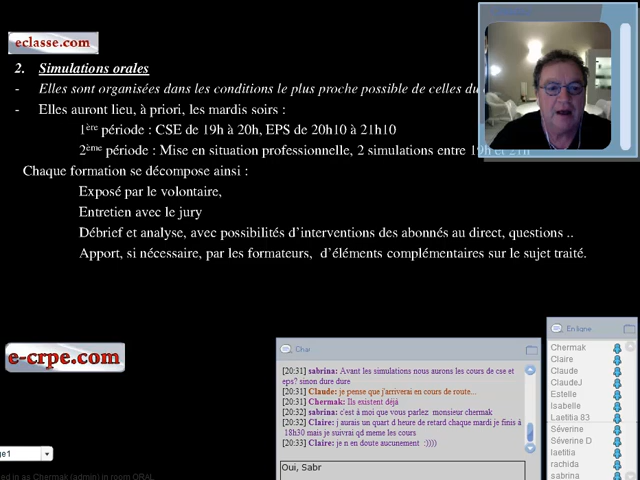 eclasse.com
2. Simulations orales
- Elles sont organisées dans les conditions le plus proche possible de celles du
- Elles auront lieu, à priori, les mardis soirs :
1ère période : CSE de 19h à 20h, EPS de 20h10 à 21h10
2ème période : Mise en situation professionnelle, 2 simulations entre 19h et 21h
Chaque formation se décompose ainsi :
Exposé par le volontaire,
Entretien avec le jury
Débrief et analyse, avec possibilités d'interventions des abonnés au direct, questions ..
Apport, si nécessaire, par les formateurs, d'éléments complémentaires sur le sujet traité.
e-crpe.com
Chat
[20:31] sabrina: Avant les simulations nous aurons les cours de cse et
eps? sinon dure dure
[20:31] Claude: je pense que j'arriverai en cours de route...
[20:31] Chermak: Ils existent déjà
[20:32] sabrina: c'est à moi que vous parlez monsieur chermak
[20:32] Claire: j aurais un quart d heure de retard chaque mardi je finis à
18h30 mais je suivrai qd meme les cours
[20:33] Claire: je n en doute aucunement :))))
Oui, Sabr
En ligne
Chermak
Claire
Claude
ClaudeJ
Estelle
Isabelle
Laetitia 83
Séverine
Séverine D
laetitia
rachida
sabrina
ge1
ed in as Chermak (admin) in room ORAL